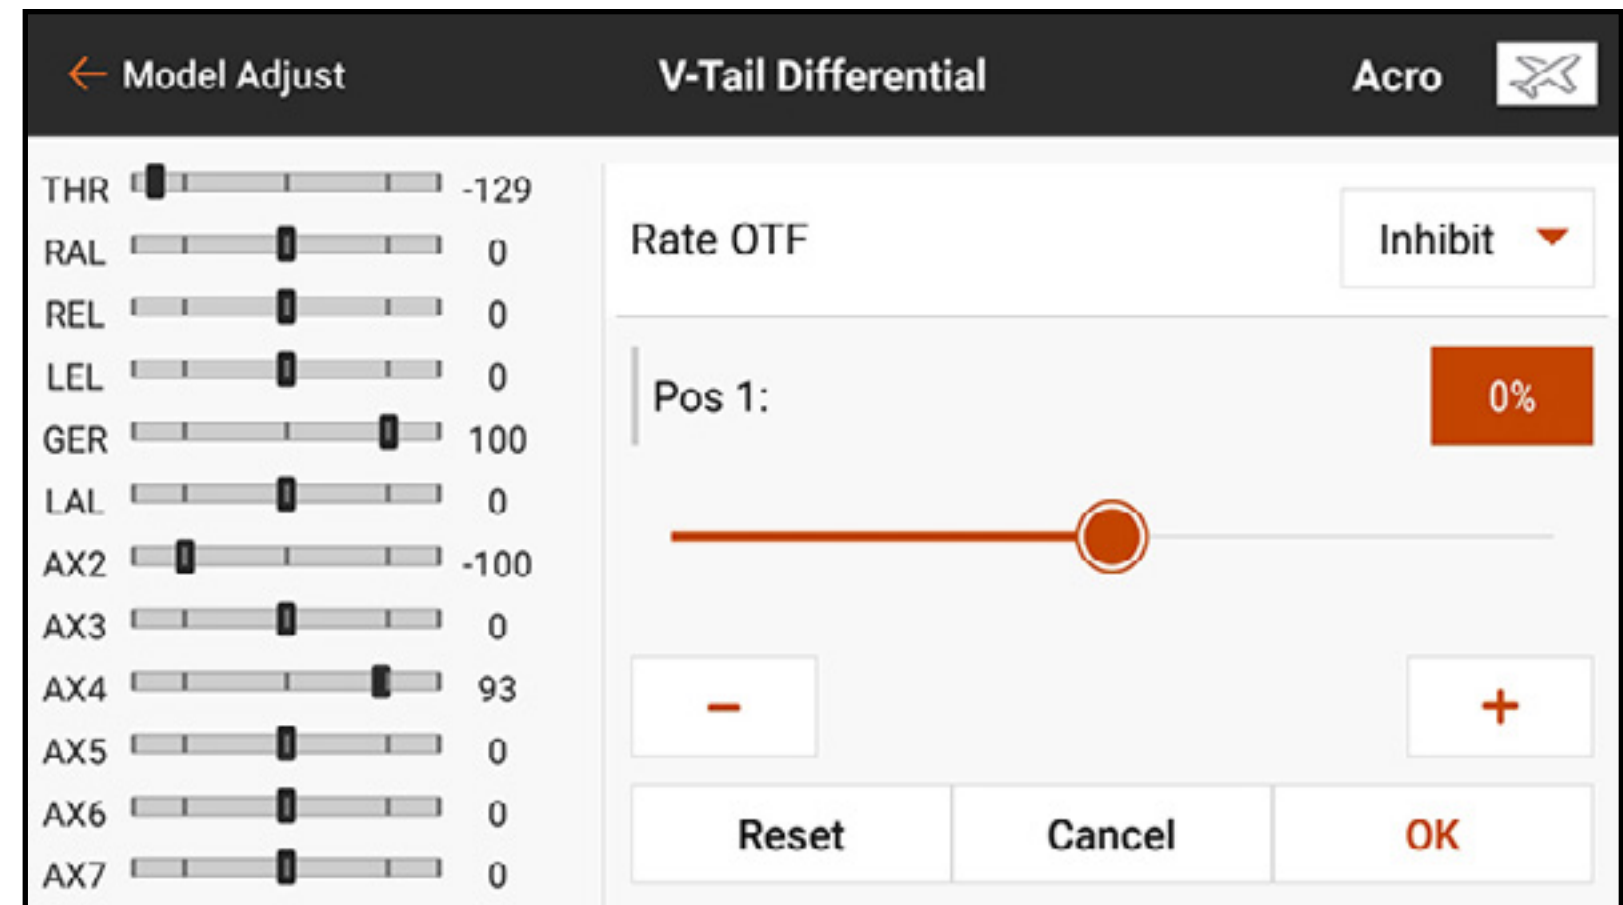 ← Model Adjust V-Tail Differential Acro
THR -129
RAL 0
REL 0
LEL 0
GER 100
LAL 0
AX2 -100
AX3 0
AX4 93
AX5 0
AX6 0
AX7 0
Rate OTF Inhibit
Pos 1: 0%
− +
Reset Cancel OK